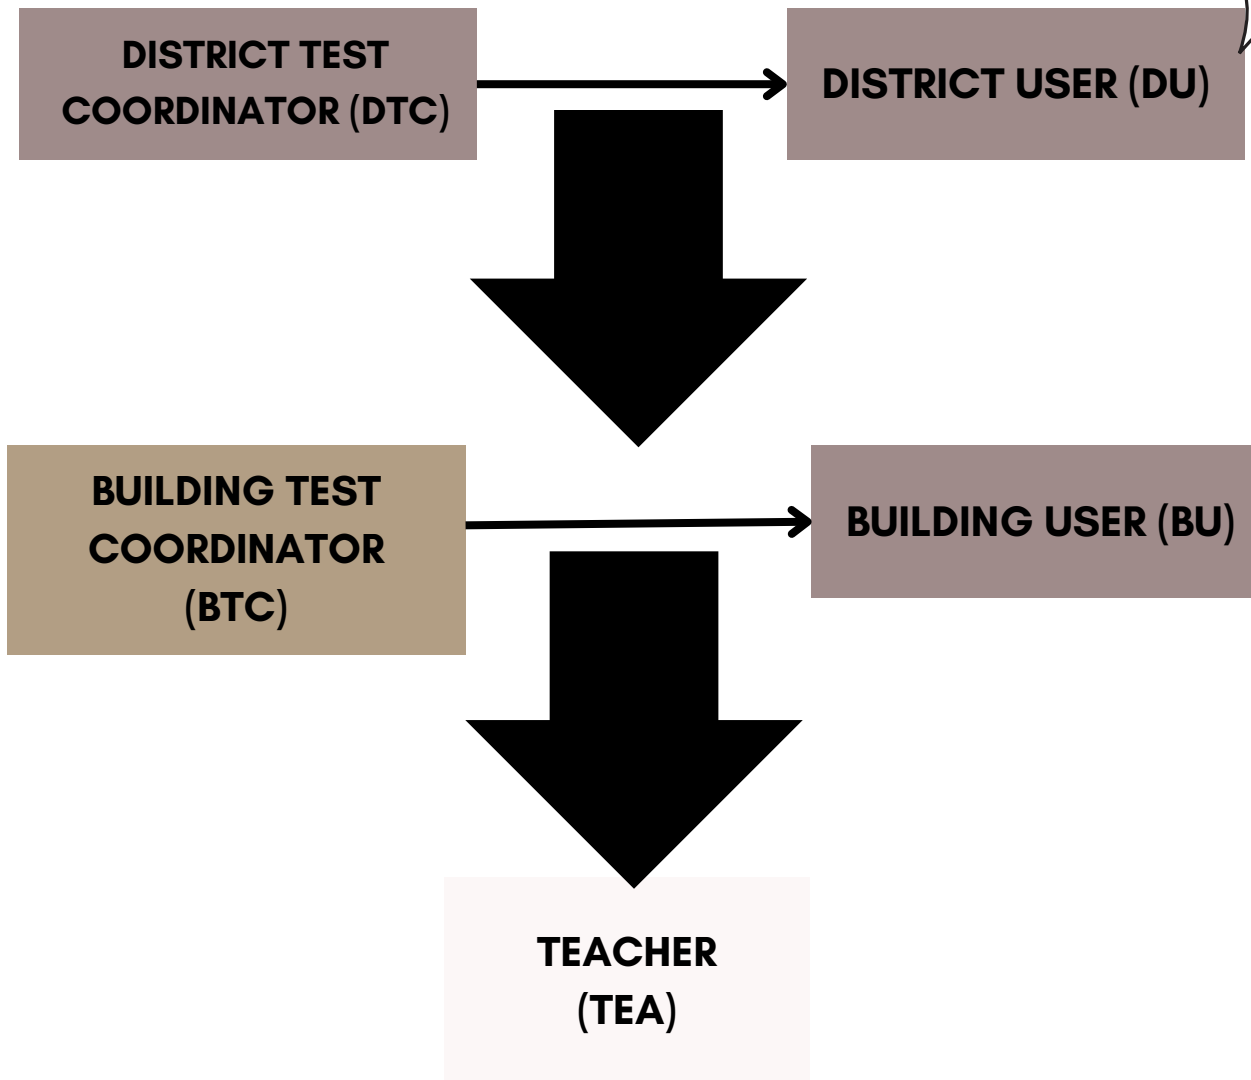 DISTRICT TEST
COORDINATOR (DTC)
DISTRICT USER (DU)
BUILDING TEST
COORDINATOR
(BTC)
BUILDING USER (BU)
TEACHER
(TEA)